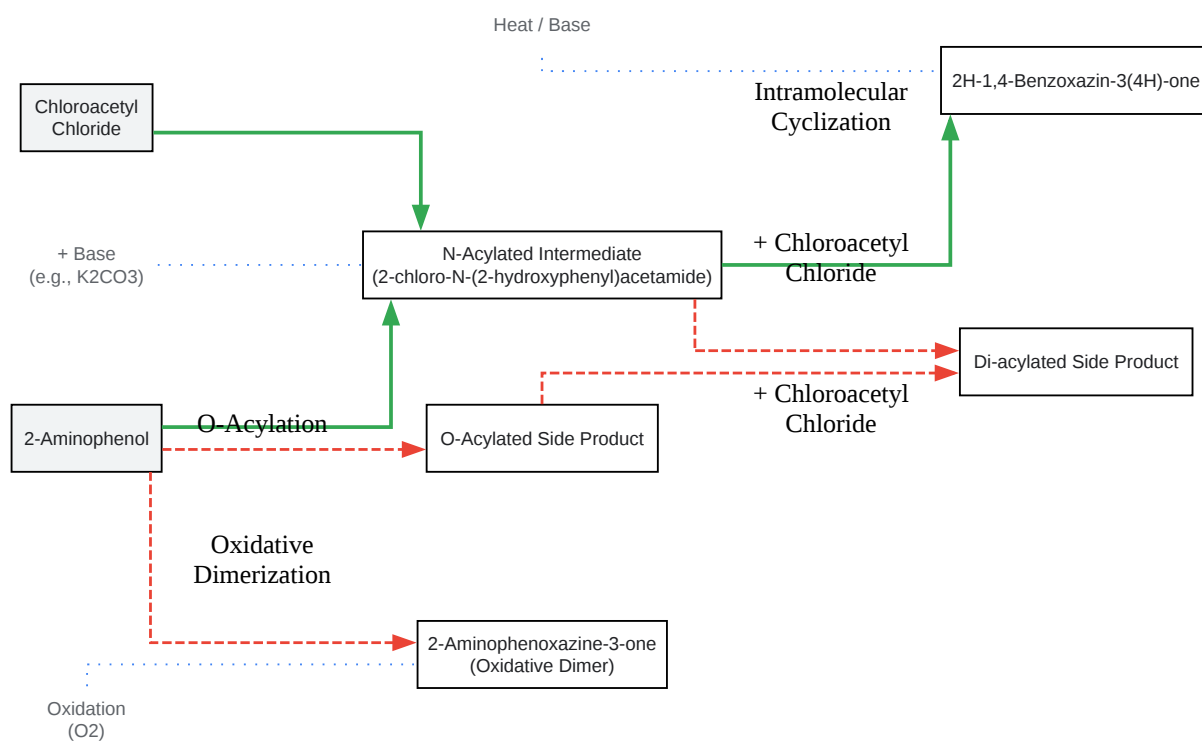 Heat / Base
2H-1,4-Benzoxazin-3(4H)-one
Intramolecular
Cyclization
Chloroacetyl
Chloride
+ Base
(e.g., K2CO3)
N-Acylated Intermediate
(2-chloro-N-(2-hydroxyphenyl)acetamide)
+ Chloroacetyl
Chloride
Di-acylated Side Product
+ Chloroacetyl
Chloride
2-Aminophenol
O-Acylation
O-Acylated Side Product
Oxidative
Dimerization
2-Aminophenoxazine-3-one
(Oxidative Dimer)
Oxidation
(O2)